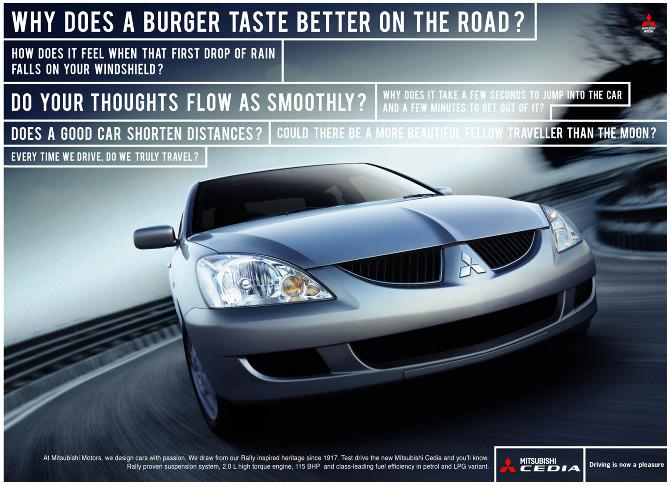 WHY DOES A BURGER TASTE BETTER ON THE ROAD?
HOW DOES IT FEEL WHEN THAT FIRST DROP OF RAIN
FALLS ON YOUR WINDSHIELD?
DO YOUR THOUGHTS FLOW AS SMOOTHLY?
WHY DOES IT TAKE A FEW SECONDS TO JUMP INTO THE CAR
AND A FEW MINUTES TO GET OUT OF IT?
DOES A GOOD CAR SHORTEN DISTANCES?
COULD THERE BE A MORE BEAUTIFUL FELLOW TRAVELLER THAN THE MOON?
EVERY TIME WE DRIVE, DO WE TRULY TRAVEL?
MITSUBISHI
MOTORS
At Mitsubishi Motors, we design cars with passion. We draw from our Rally inspired heritage since 1917. Test drive the new Mitsubishi Cedia and you'll know.
Rally proven suspension system, 2.0 L high torque engine, 115 BHP and class-leading fuel efficiency in petrol and LPG variant.
MITSUBISHI
CEDIA
Driving is now a pleasure